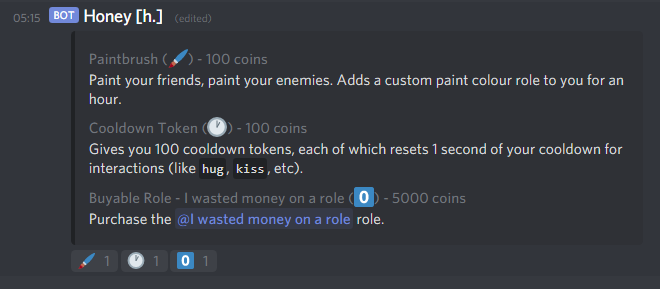 05:15 BOT Honey [h.] (edited)
Paintbrush (🖌️) - 100 coins
Paint your friends, paint your enemies. Adds a custom paint colour role to you for an
hour.
Cooldown Token (🕐) - 100 coins
Gives you 100 cooldown tokens, each of which resets 1 second of your cooldown for
interactions (like hug, kiss, etc).
Buyable Role - I wasted money on a role (0️⃣) - 5000 coins
Purchase the @I wasted money on a role role.
🖌️ 1 🕐 1 0️⃣ 1